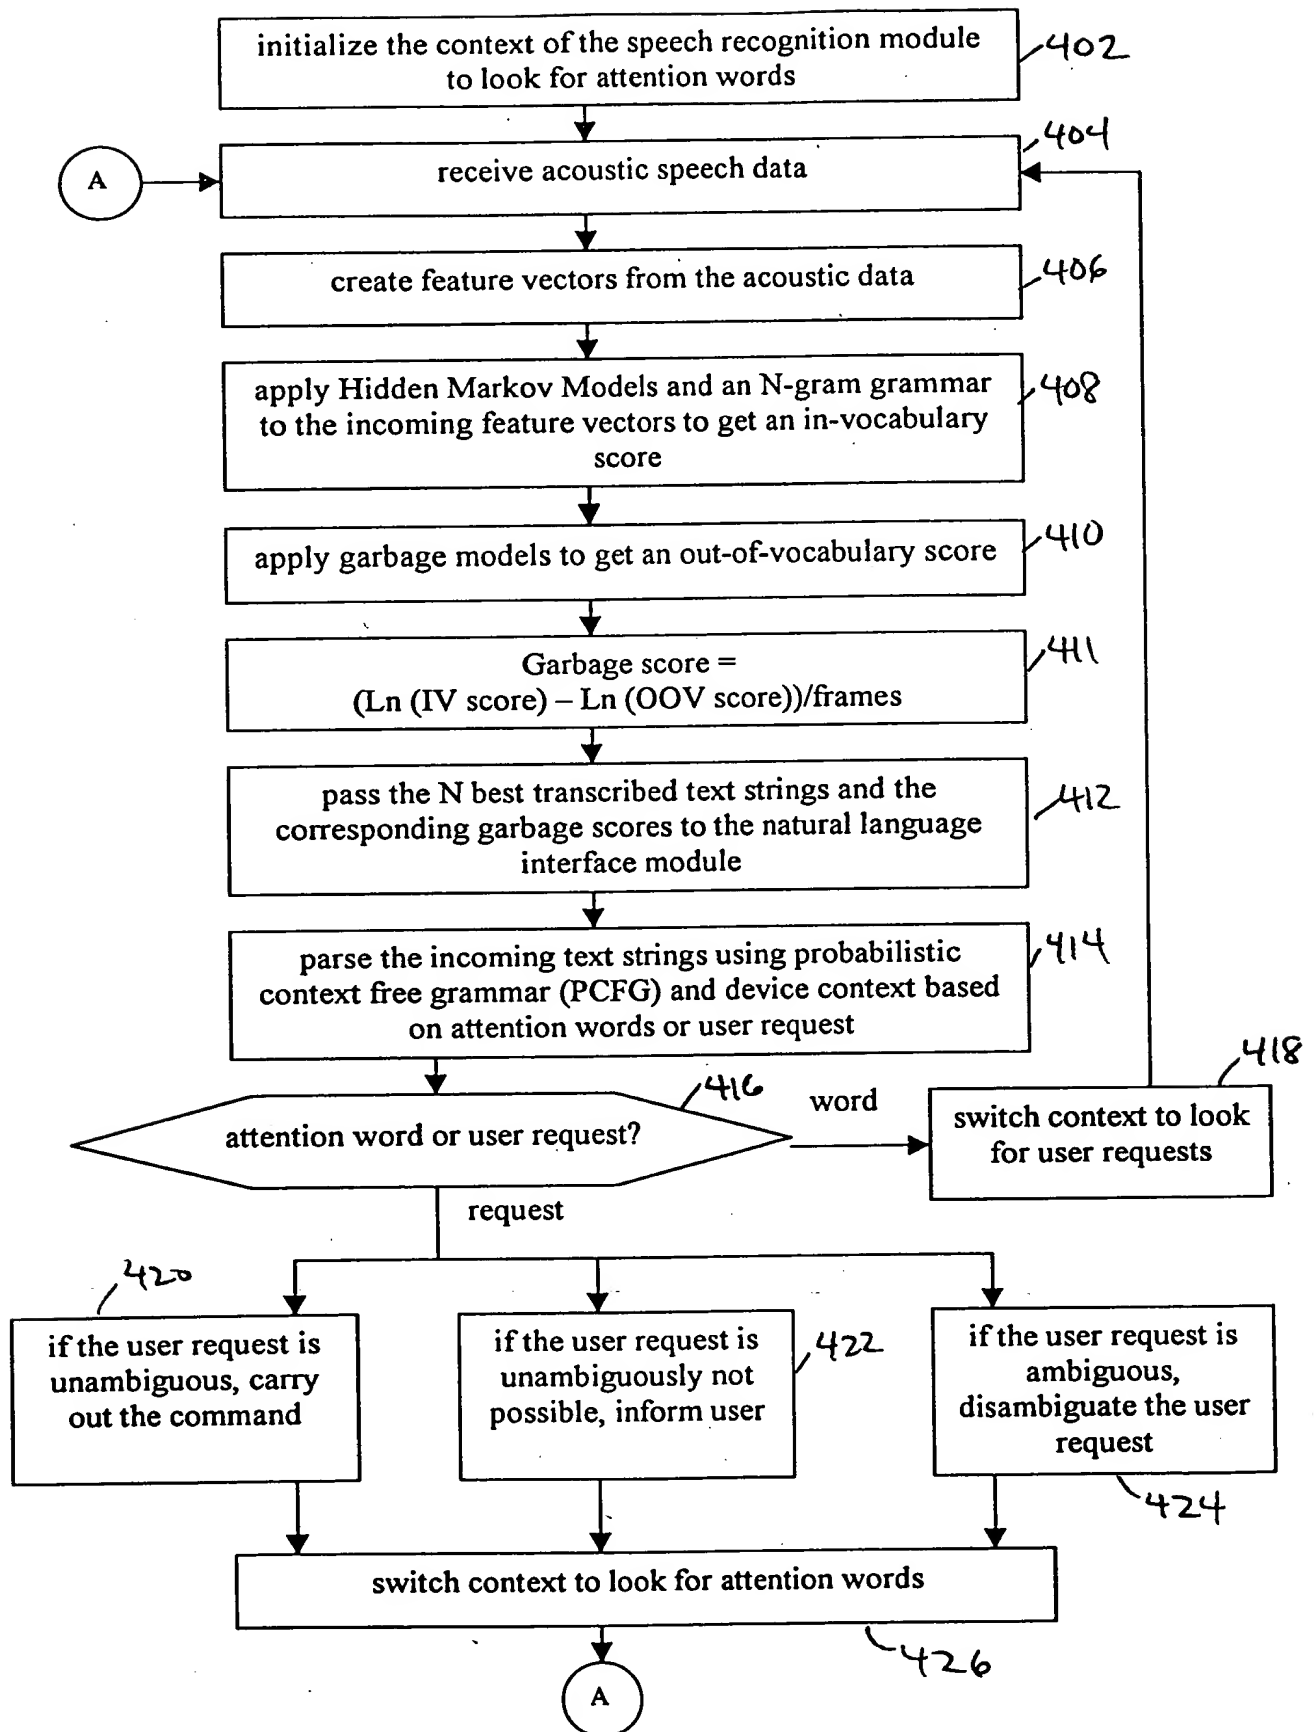 initialize the context of the speech recognition module
to look for attention words
402
404
A
receive acoustic speech data
create feature vectors from the acoustic data
406
apply Hidden Markov Models and an N-gram grammar
to the incoming feature vectors to get an in-vocabulary
score
408
apply garbage models to get an out-of-vocabulary score
410
Garbage score =
(Ln (IV score) – Ln (OOV score))/frames
411
pass the N best transcribed text strings and the
corresponding garbage scores to the natural language
interface module
412
parse the incoming text strings using probabilistic
context free grammar (PCFG) and device context based
on attention words or user request
414
416
attention word or user request?
word
418
switch context to look
for user requests
request
420
if the user request is
unambiguous, carry
out the command
if the user request is
unambiguously not
possible, inform user
422
if the user request is
ambiguous,
disambiguate the user
request
424
switch context to look for attention words
426
A